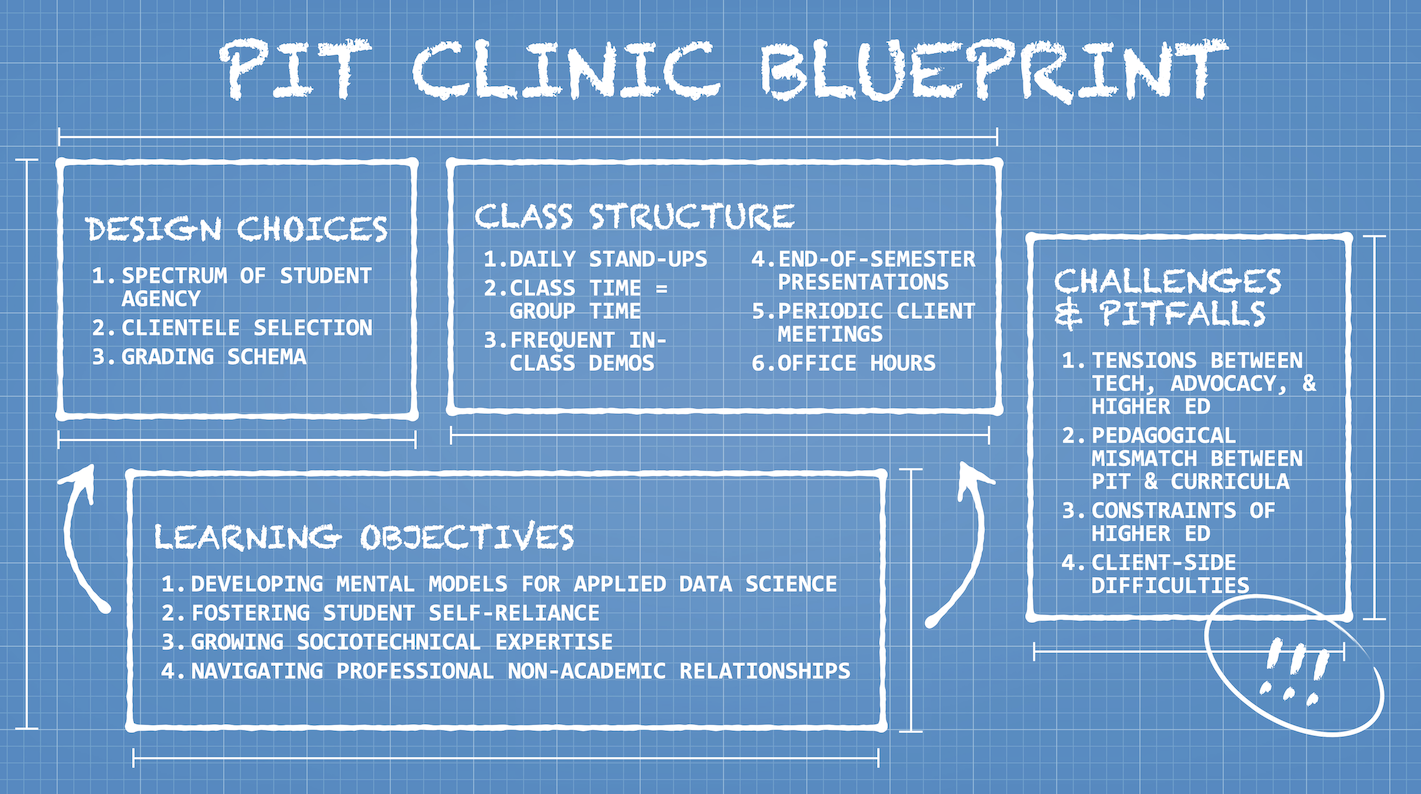 PIT CLINIC BLUEPRINT
DESIGN CHOICES
1. SPECTRUM OF STUDENT
AGENCY
2. CLIENTELE SELECTION
3. GRADING SCHEMA
CLASS STRUCTURE
1. DAILY STAND-UPS
2. CLASS TIME =
GROUP TIME
3. FREQUENT IN-
CLASS DEMOS
4. END-OF-SEMESTER
PRESENTATIONS
5. PERIODIC CLIENT
MEETINGS
6. OFFICE HOURS
CHALLENGES
& PITFALLS
1. TENSIONS BETWEEN
TECH, ADVOCACY, &
HIGHER ED
2. PEDAGOGICAL
MISMATCH BETWEEN
PIT & CURRICULA
3. CONSTRAINTS OF
HIGHER ED
4. CLIENT-SIDE
DIFFICULTIES
!!!
LEARNING OBJECTIVES
1. DEVELOPING MENTAL MODELS FOR APPLIED DATA SCIENCE
2. FOSTERING STUDENT SELF-RELIANCE
3. GROWING SOCIOTECHNICAL EXPERTISE
4. NAVIGATING PROFESSIONAL NON-ACADEMIC RELATIONSHIPS